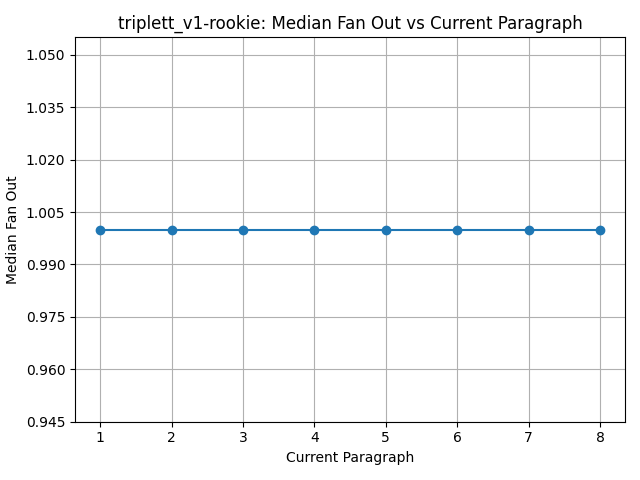 triplett_v1-rookie: Median Fan Out vs Current Paragraph
Median Fan Out
1.050
1.035
1.020
1.005
0.990
0.975
0.960
0.945
1 2 3 4 5 6 7 8
Current Paragraph